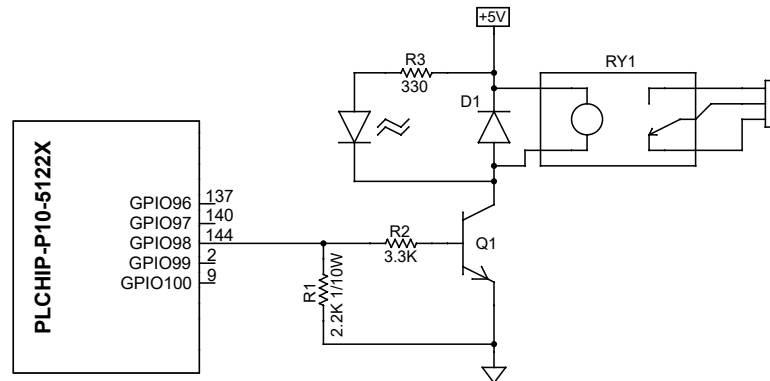 +5V
R3
330
RY1
D1
PLCHIP-P10-5122X
GPIO96
137
GPIO97
140
GPIO98
144
GPIO99
2
GPIO100
9
R2
3.3K
Q1
R1
2.2K 1/10W